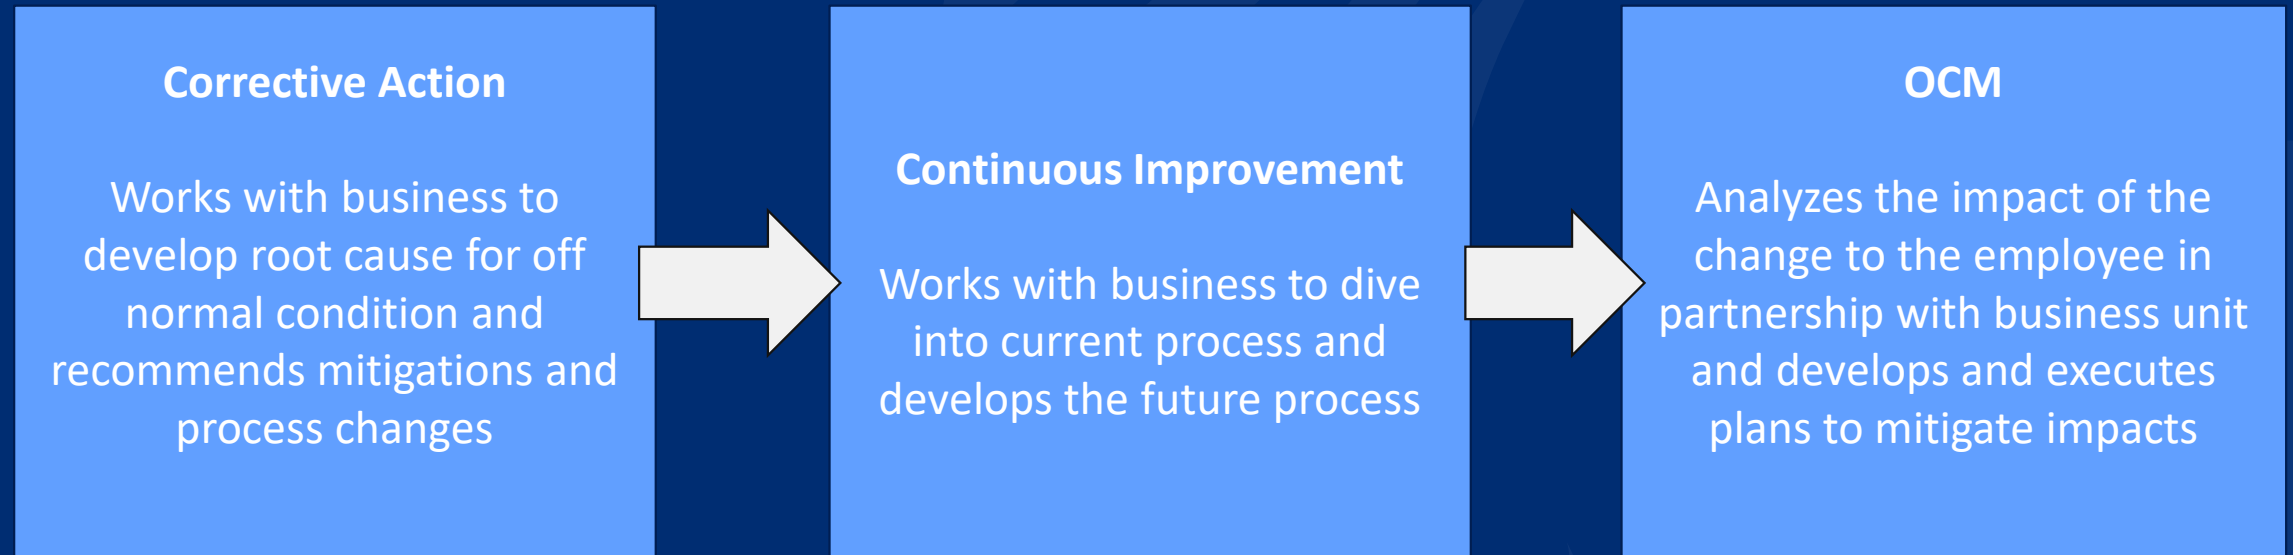 Corrective Action
Works with business to
develop root cause for off
normal condition and
recommends mitigations and
process changes
Continuous Improvement
Works with business to dive
into current process and
develops the future process
OCM
Analyzes the impact of the
change to the employee in
partnership with business unit
and develops and executes
plans to mitigate impacts